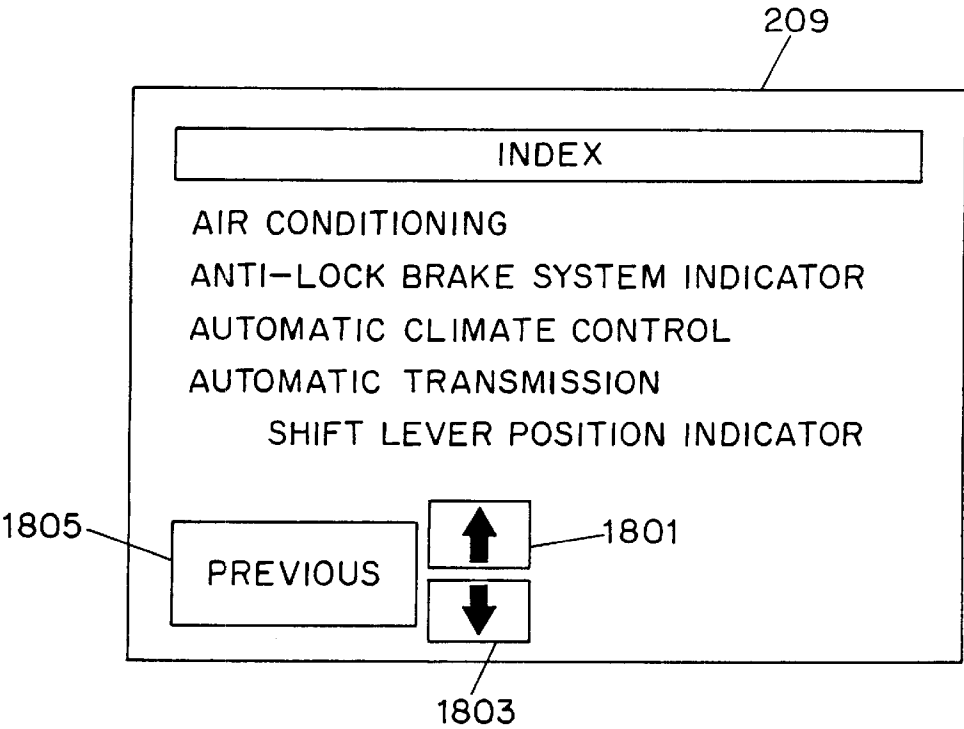 209
INDEX
AIR CONDITIONING
ANTI-LOCK BRAKE SYSTEM INDICATOR
AUTOMATIC CLIMATE CONTROL
AUTOMATIC TRANSMISSION
SHIFT LEVER POSITION INDICATOR
1805
1801
PREVIOUS
1803